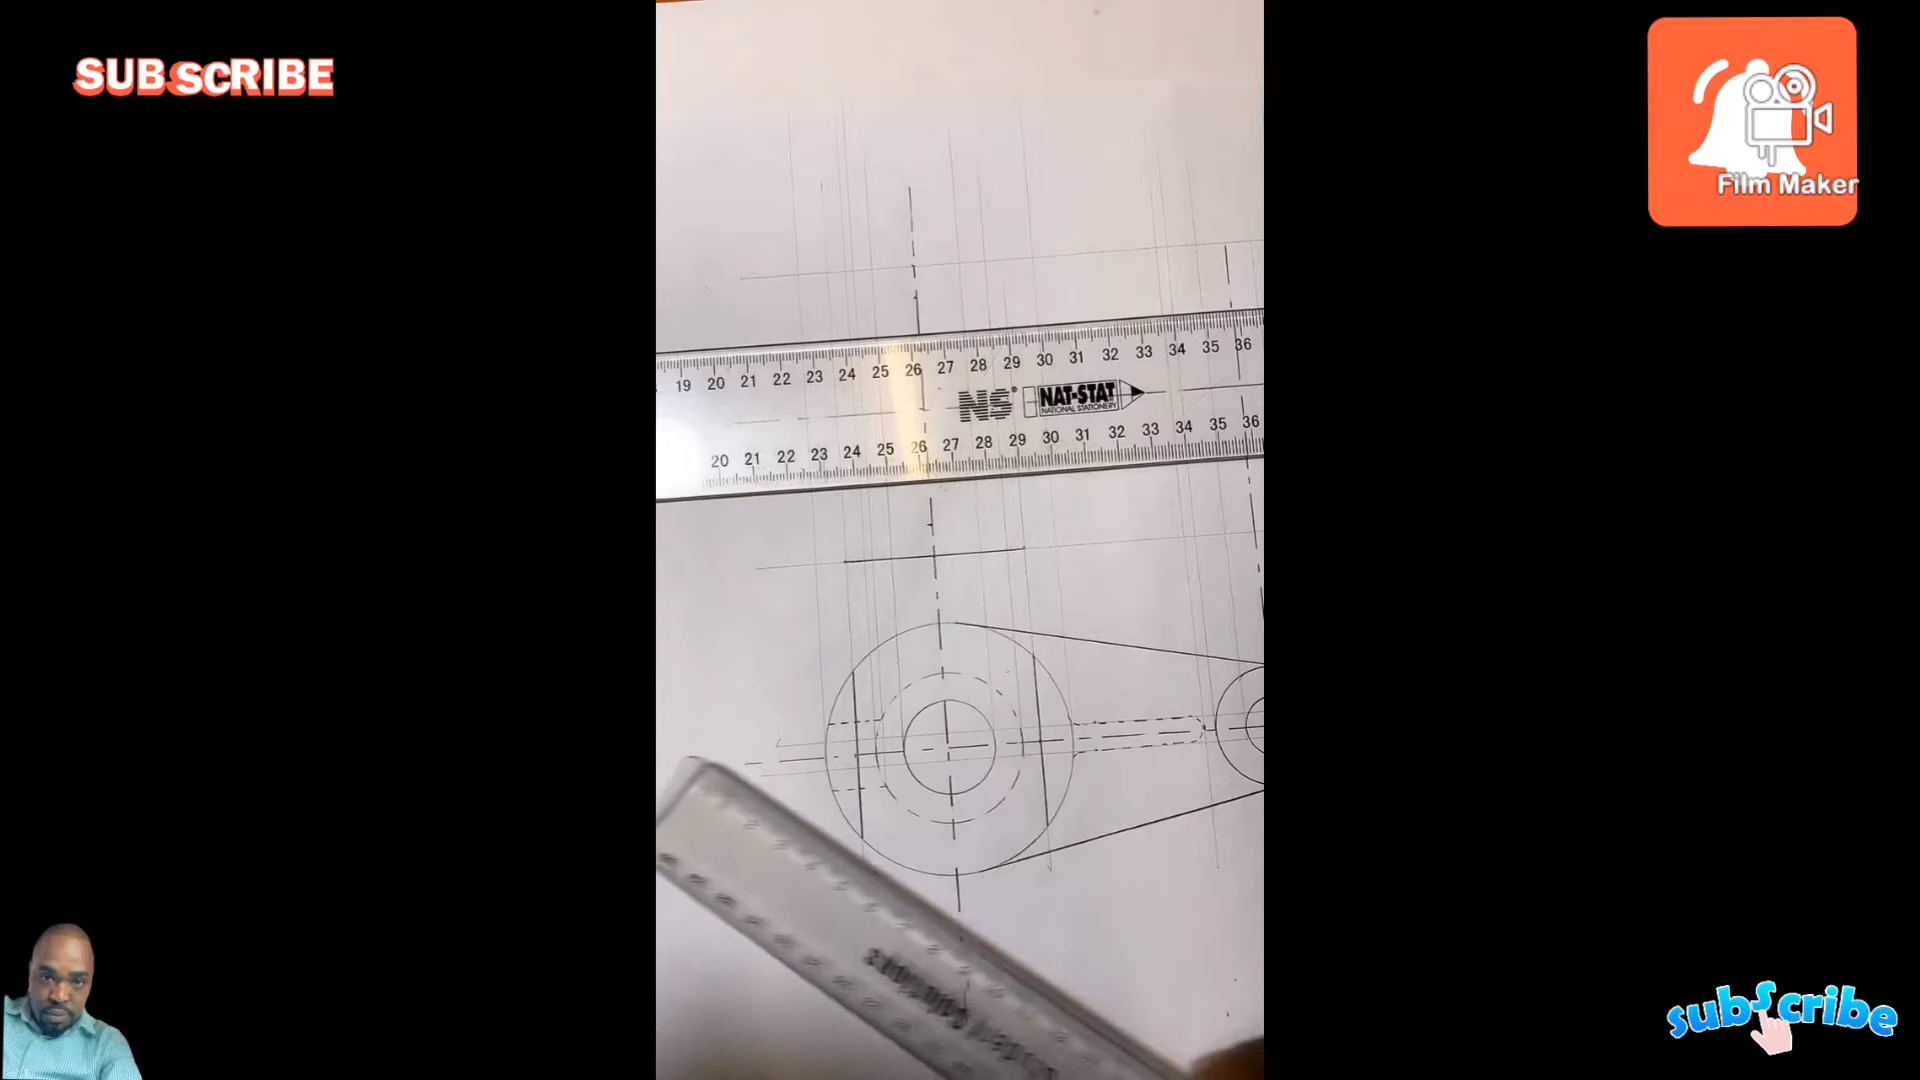 SUBSCRIBE
Film Maker
19 20 21 22 23 24 25 26 27 28 29 30 31 32 33 34 35 36
NS® NAT-STAT
NATIONAL STATIONERY
20 21 22 23 24 25 26 27 28 29 30 31 32 33 34 35 36
subscribe